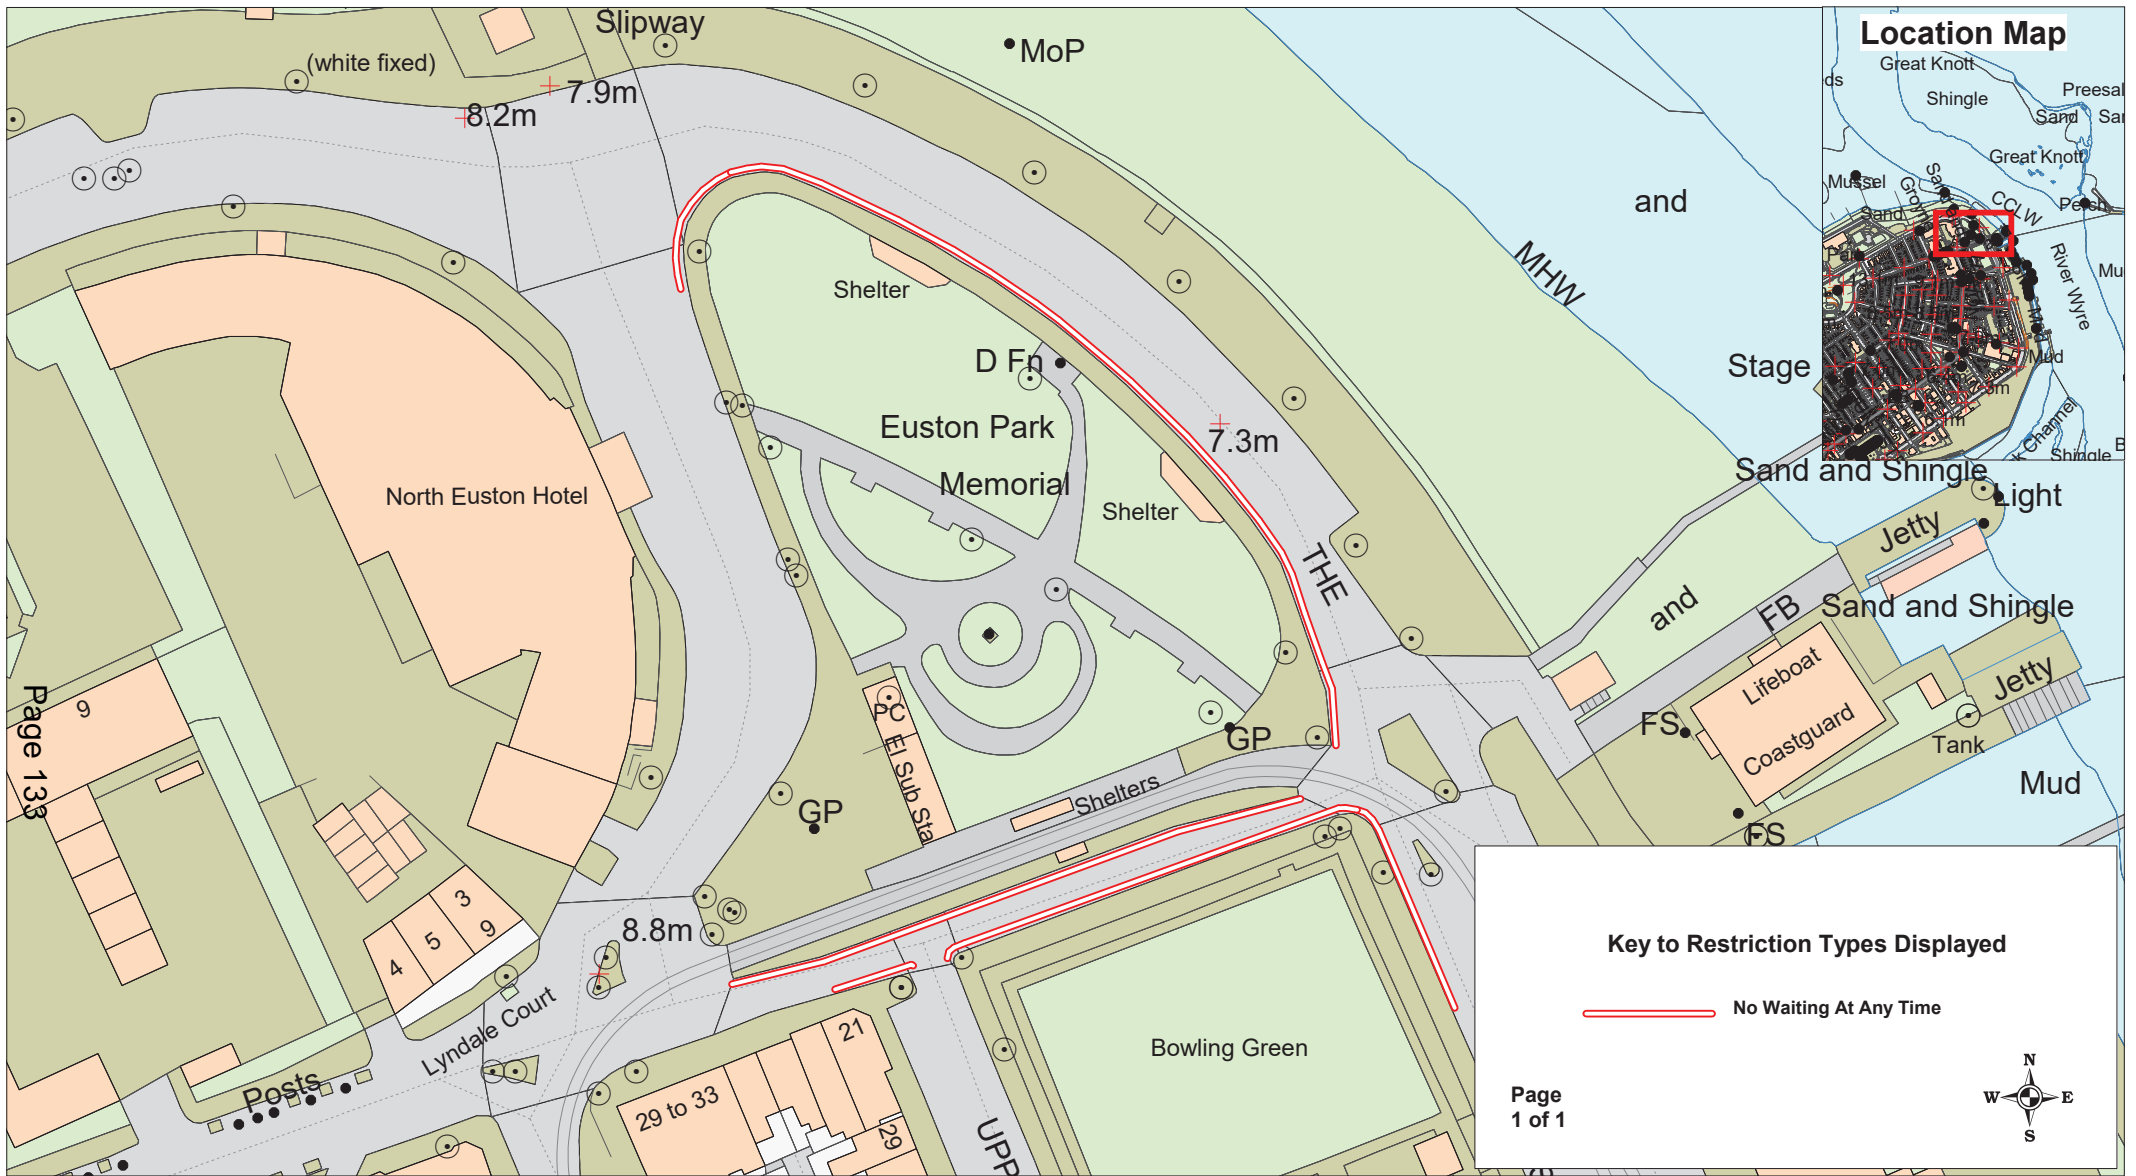 Slipway
(white fixed)
7.9m
8.2m
MoP
and
MHW
Shelter
D Fn
Euston Park
Memorial
Shelter
7.3m
North Euston Hotel
THE
Stage
Sand and Shingle
Light
Jetty
and
FB
Sand and Shingle
Lifeboat
Coastguard
Jetty
FS
Tank
Mud
FS
Page 133
9
PC
El Sub Sta
GP
GP
Shelters
8.8m
3
5
9
4
Lyndale Court
Posts
29 to 33
21
29
UPP
Bowling Green
Location Map
Great Knott
Shingle
Preesal
Sand
Great Knott
Mussel
Sand
CCLW
Perch
River Wyre
Mud
Channel
Shingle
Key to Restriction Types Displayed
No Waiting At Any Time
Page
1 of 1
N
W E
S